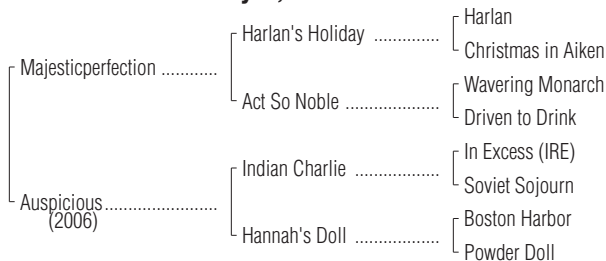 Harlan
Harlan's Holiday ..............
Christmas in Aiken
Majesticperfection ............
Wavering Monarch
Act So Noble ....................
Driven to Drink
In Excess (IRE)
Indian Charlie ...................
Soviet Sojourn
Auspicious........................
(2006)
Boston Harbor
Hannah's Doll ..................
Powder Doll